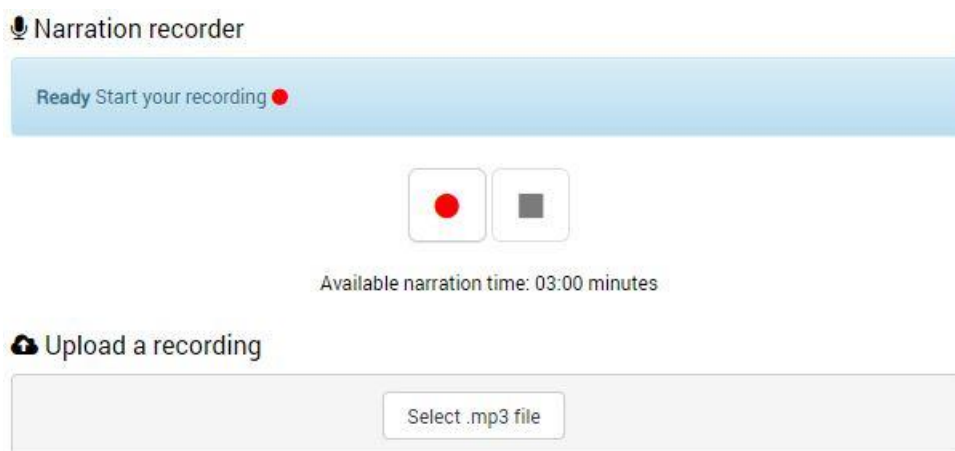 Narration recorder
Ready Start your recording
Available narration time: 03:00 minutes
Upload a recording
Select .mp3 file